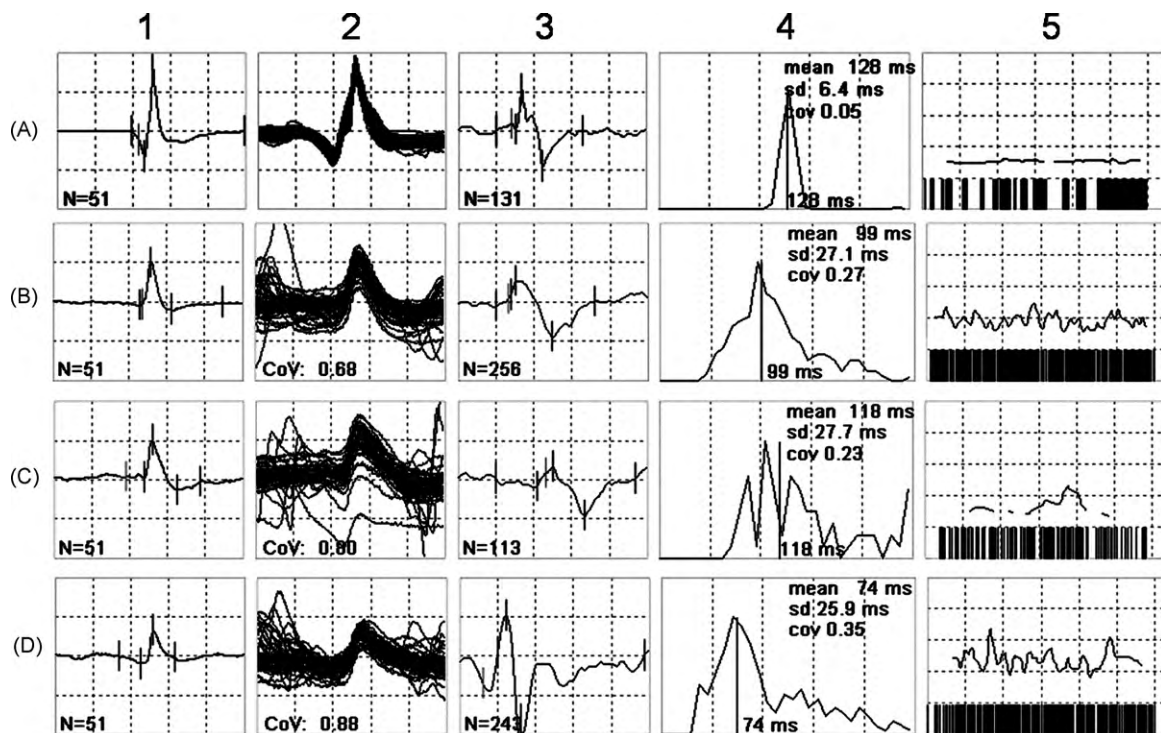 1 2 3 4 5
(A)
N=51
N=131
mean 128 ms
sd 6.4 ms
cov 0.05
128 ms
(B)
N=51
CoV: 0.68
N=256
mean 99 ms
sd 27.1 ms
cov 0.27
99 ms
(C)
N=51
CoV: 0.80
N=113
mean 118 ms
sd 27.7 ms
cov 0.23
118 ms
(D)
N=51
CoV: 0.88
N=243
mean 74 ms
sd 25.9 ms
cov 0.35
74 ms